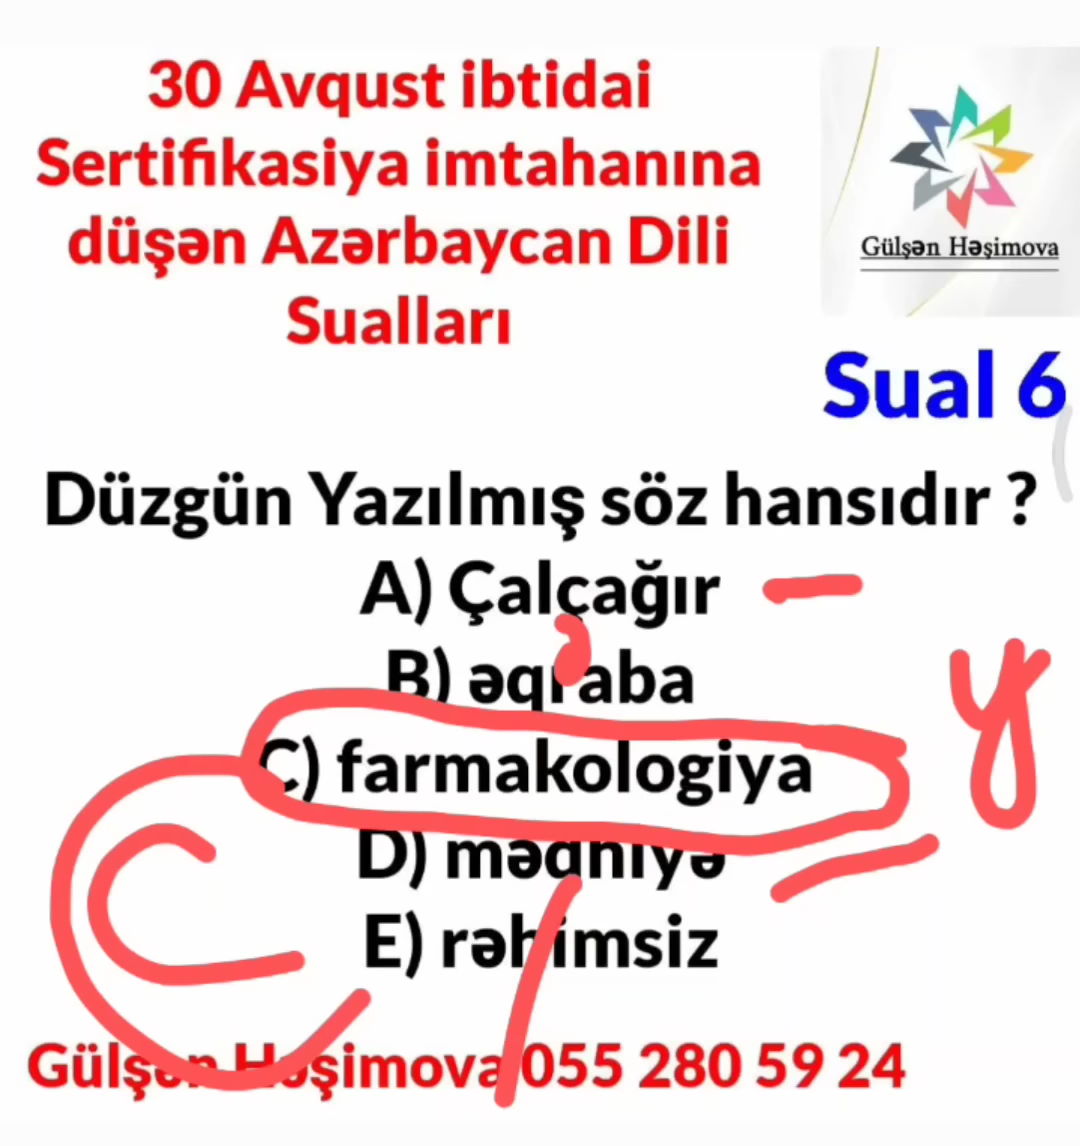 30 Avqust ibtidai
Sertifikasiya imtahanına
düşən Azərbaycan Dili
Sualları
Gülşən Həşimova
Sual 6
Düzgün Yazılmış söz hansıdır ?
A) Çalçağır
B) əqraba
C) farmakologiya
y
D) məqniyə
E) rəhimsiz
C
Gülşən Həşimova 055 280 59 24